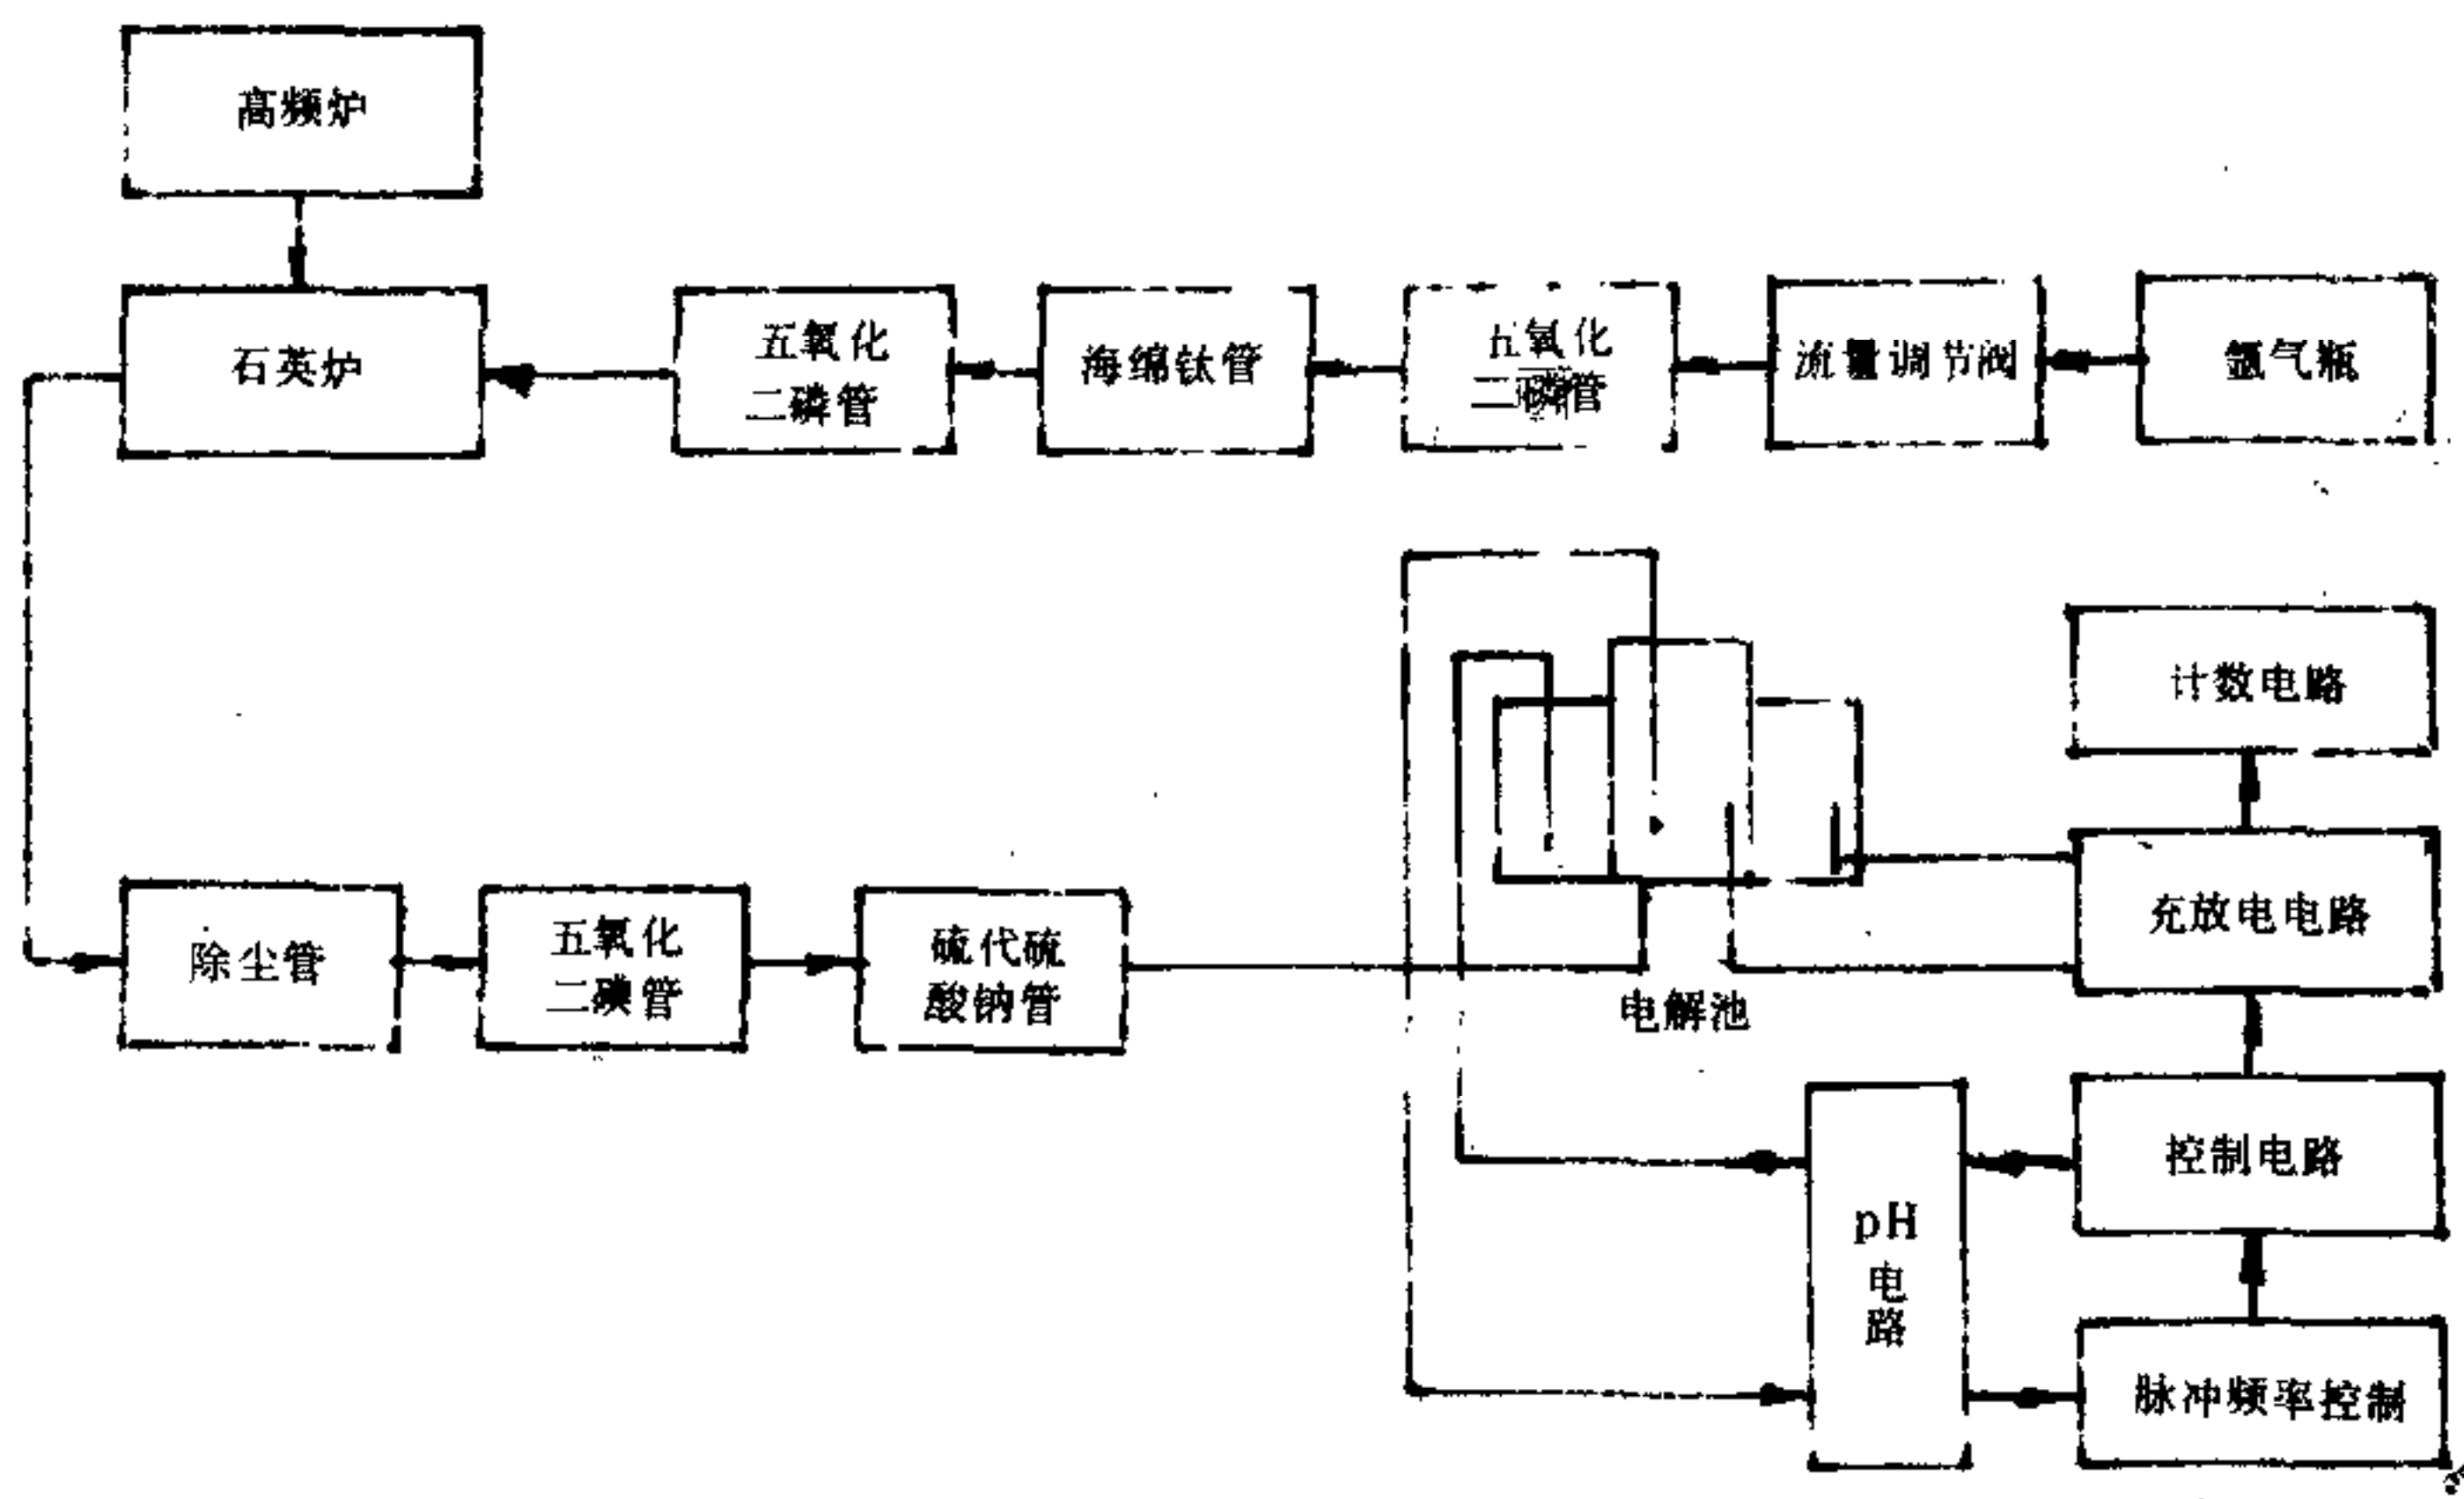 高频炉
石英炉
五氧化
二磷管
海绵钛管
五氧化
二磷管
流量调节阀
氩气瓶
计数电路
除尘管
五氧化
二碘管
硫代硫
酸钠管
充放电电路
电解池
控制电路
pH
电
路
脉冲频率控制